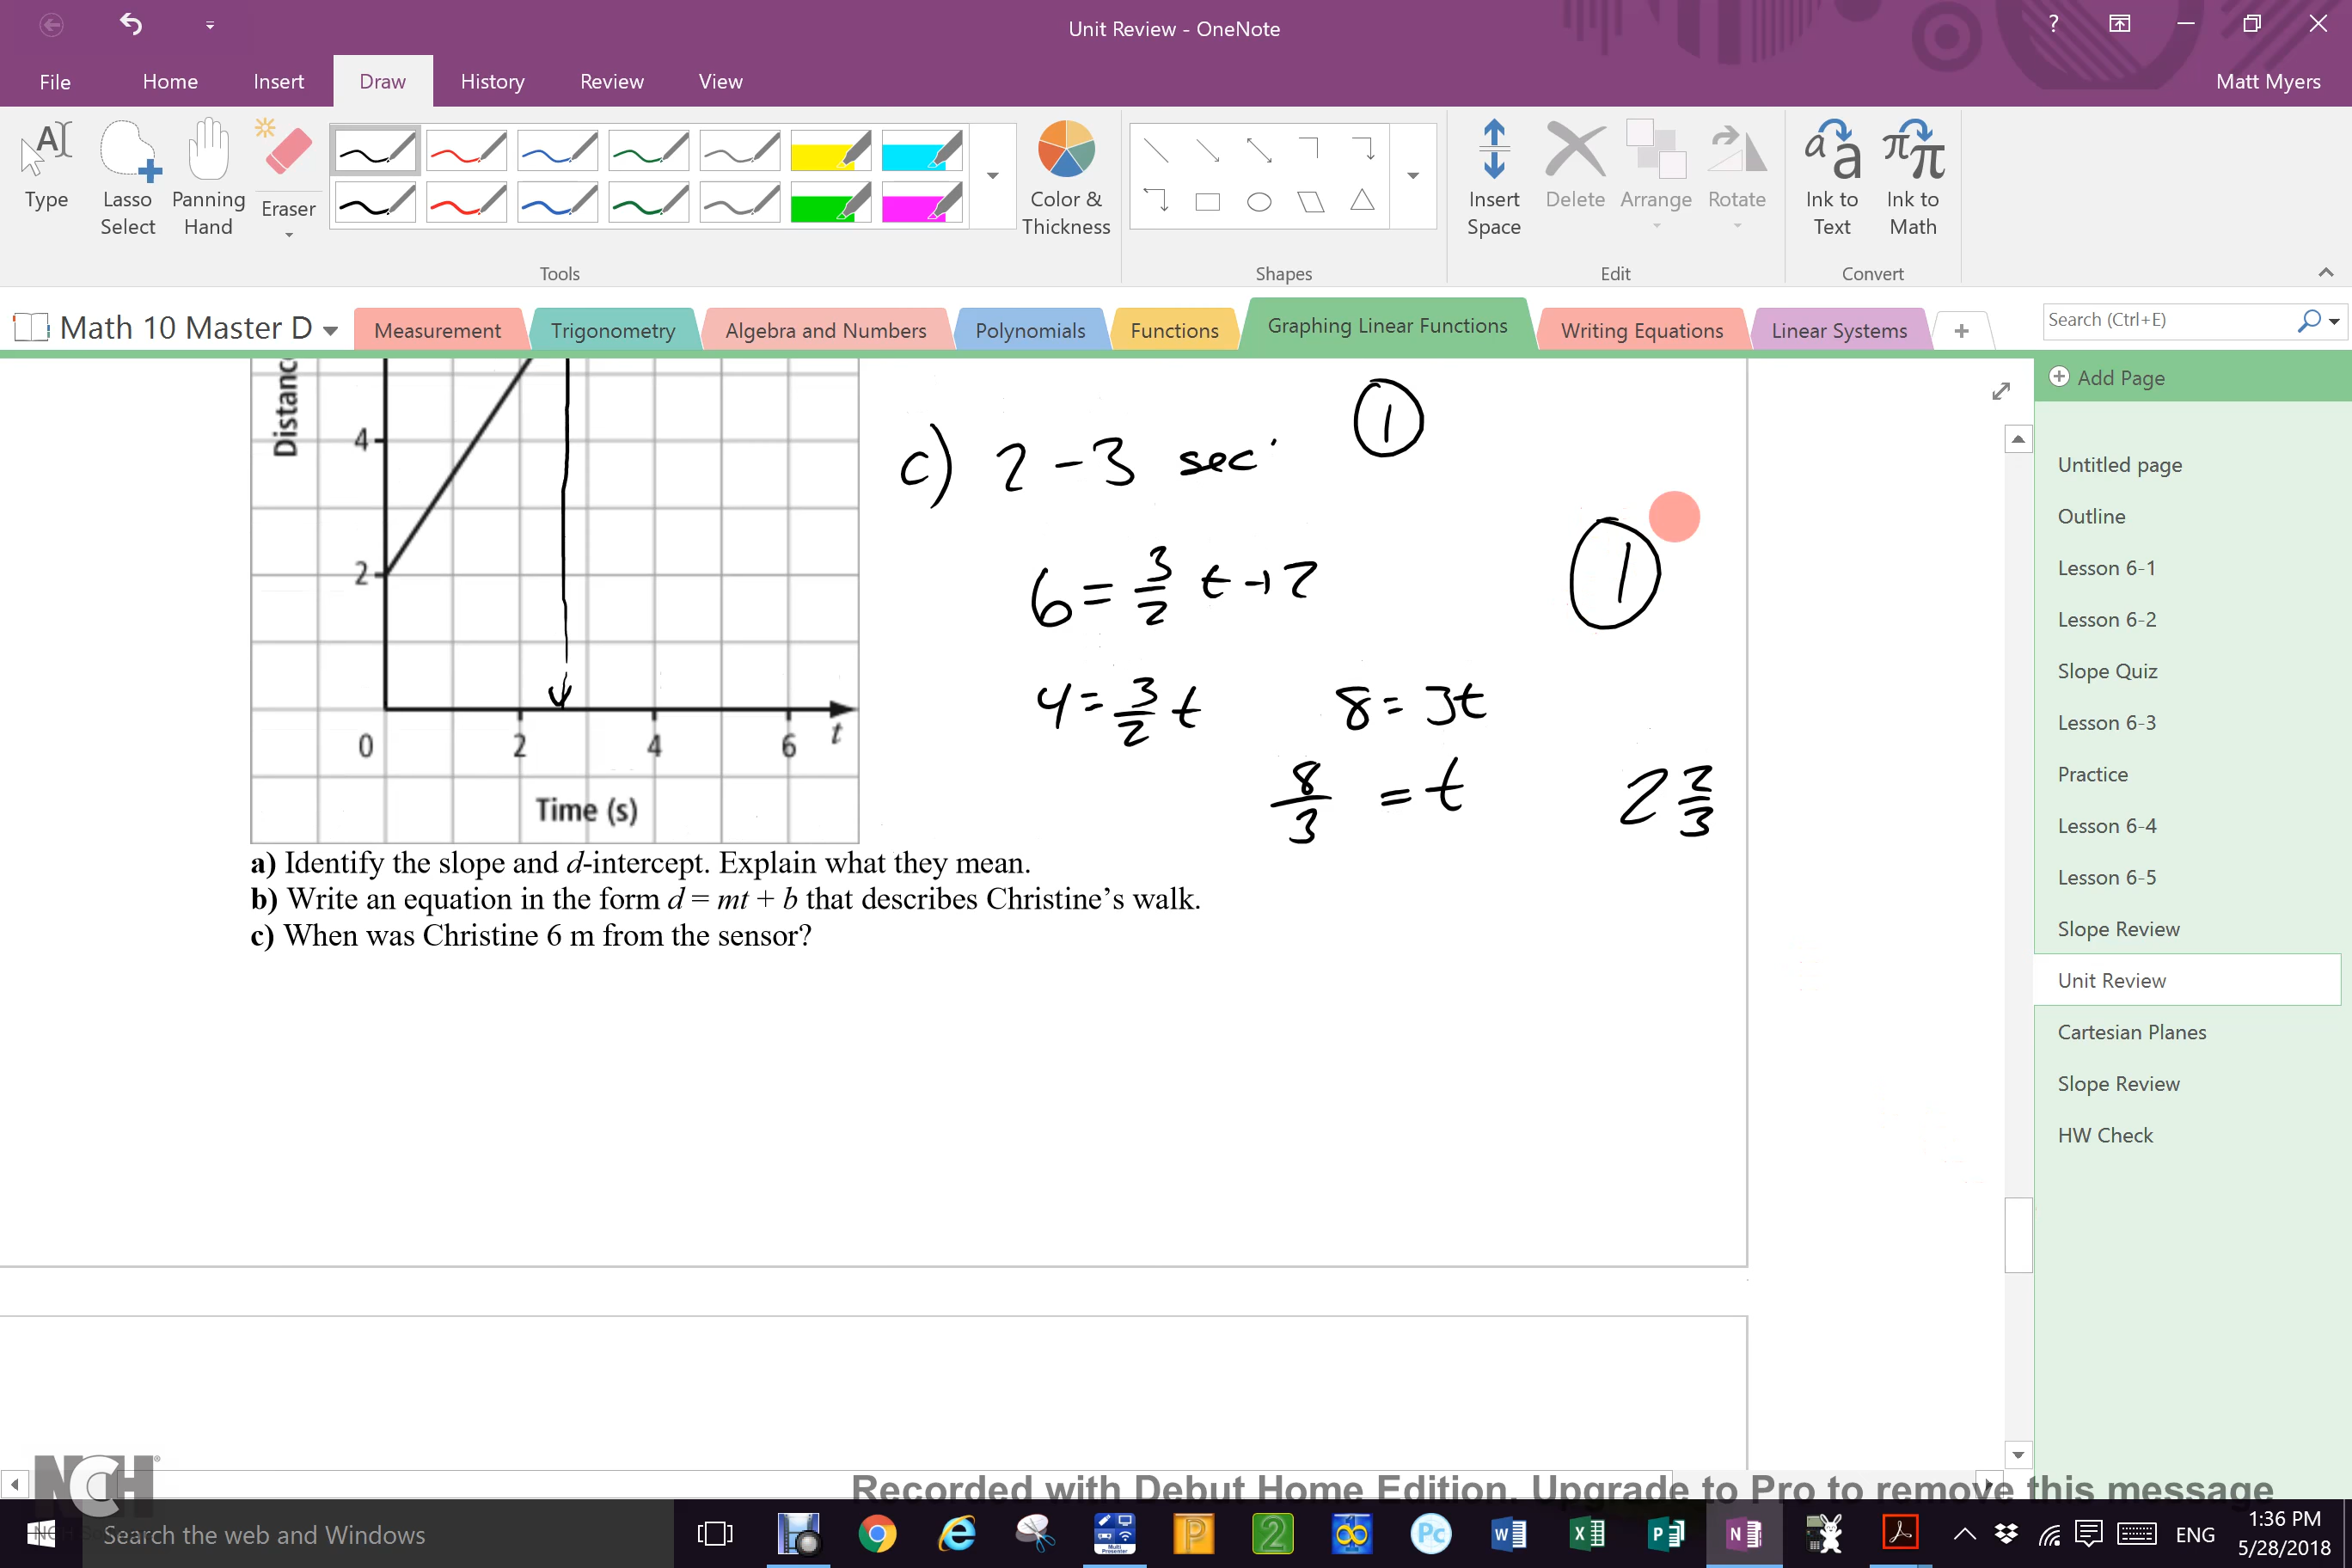 Unit Review - OneNote
?
File Home Insert Draw History Review View
Matt Myers
Type
Lasso Select
Panning Hand
Eraser
Color & Thickness
Insert Space
Delete
Arrange
Rotate
Ink to Text
Ink to Math
Tools
Shapes
Edit
Convert
Math 10 Master D
Measurement
Trigonometry
Algebra and Numbers
Polynomials
Functions
Graphing Linear Functions
Writing Equations
Linear Systems
+
Search (Ctrl+E)
Add Page
Untitled page
Outline
Lesson 6-1
Lesson 6-2
Slope Quiz
Lesson 6-3
Practice
Lesson 6-4
Lesson 6-5
Slope Review
Unit Review
Cartesian Planes
Slope Review
HW Check
Distanc
4
2
0 2 4 6 t
Time (s)
c) 2 - 3 sec. 1
6 = 3/2 t + 2 1
4 = 3/2 t 8 = 3t
8/3 = t 2 2/3
a) Identify the slope and d-intercept. Explain what they mean.
b) Write an equation in the form d = mt + b that describes Christine's walk.
c) When was Christine 6 m from the sensor?
NCH
Recorded with Debut Home Edition. Upgrade to Pro to remove this message
Search the web and Windows
ENG
1:36 PM
5/28/2018